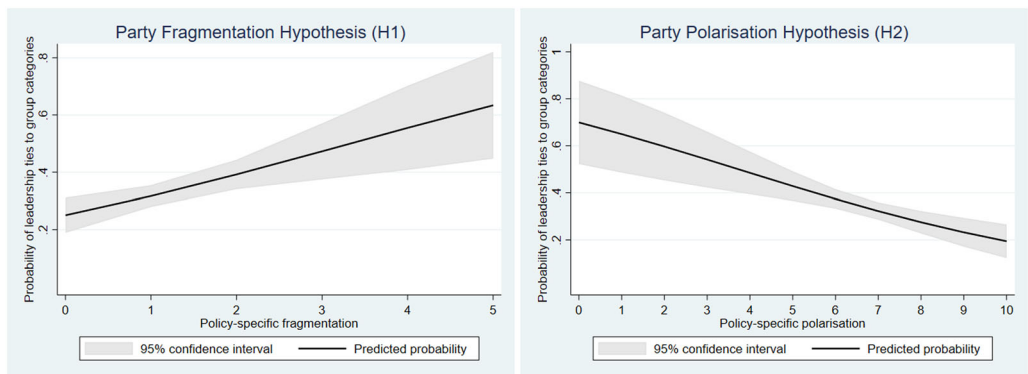 Party Fragmentation Hypothesis (H1)
Probability of leadership ties to group categories
.8
.6
.4
.2
0 1 2 3 4 5
Policy-specific fragmentation
95% confidence interval Predicted probability
Party Polarisation Hypothesis (H2)
Probability of leadership ties to group categories
1
.8
.6
.4
.2
0 1 2 3 4 5 6 7 8 9 10
Policy-specific polarisation
95% confidence interval Predicted probability